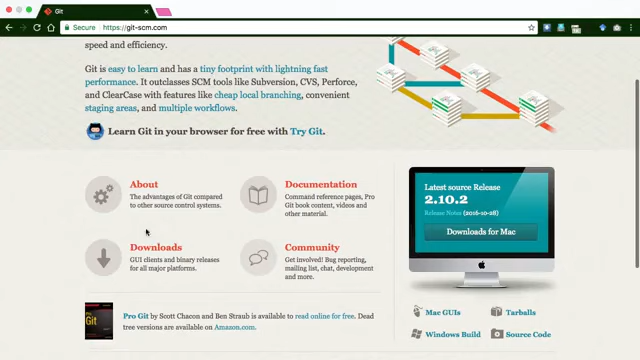 Git
Secure
https://git-scm.com
speed and efficiency.
Git is easy to learn and has a tiny footprint with lightning fast
performance. It outclasses SCM tools like Subversion, CVS, Perforce,
and ClearCase with features like cheap local branching, convenient
staging areas, and multiple workflows.
Learn Git in your browser for free with Try Git.
About
The advantages of Git compared
to other source control systems.
Documentation
Command reference pages, Pro
Git book content, videos and
other material.
Downloads
GUI clients and binary releases
for all major platforms.
Community
Get involved! Bug reporting,
mailing list, chat, development
and more.
Latest source Release
2.10.2
Release Notes (2016-10-28)
Downloads for Mac
Mac GUIs
Tarballs
Windows Build
Source Code
Pro Git by Scott Chacon and Ben Straub is available to read online for free. Dead
tree versions are available on Amazon.com.